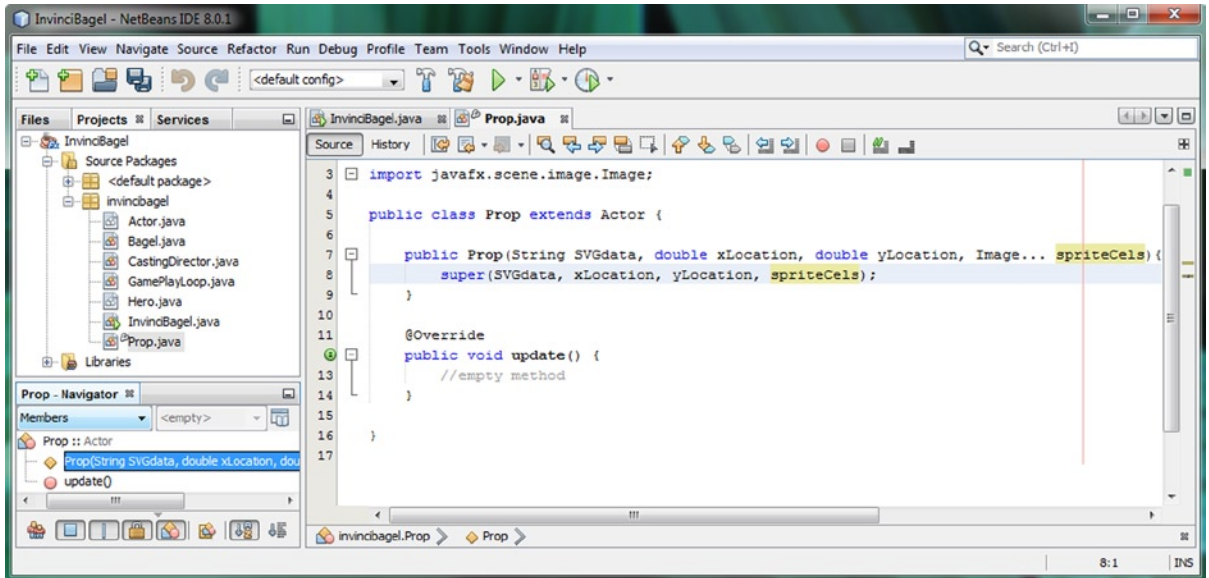 InvinciBagel - NetBeans IDE 8.0.1
File Edit View Navigate Source Refactor Run Debug Profile Team Tools Window Help
Search (Ctrl+I)
<default config>
Files Projects Services
InvinciBagel
Source Packages
<default package>
invincibagel
Actor.java
Bagel.java
CastingDirector.java
GamePlayLoop.java
Hero.java
InvinciBagel.java
Prop.java
Libraries
Prop - Navigator
Members <empty>
Prop :: Actor
Prop(String SVGdata, double xLocation, dou
update()
InvinciBagel.java Prop.java
Source History
3 import javafx.scene.image.Image;
4
5 public class Prop extends Actor {
6
7 public Prop(String SVGdata, double xLocation, double yLocation, Image... spriteCels){
8 super(SVGdata, xLocation, yLocation, spriteCels);
9 }
10
11 @Override
public void update() {
13 //empty method
14 }
15
16 }
17
invincibagel.Prop Prop
8:1 INS